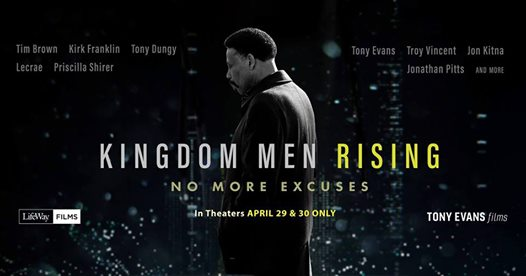 Tim Brown Kirk Franklin Tony Dungy
Lecrae Priscilla Shirer
Tony Evans Troy Vincent Jon Kitna
Jonathan Pitts AND MORE
KINGDOM MEN RISING
NO MORE EXCUSES
In Theaters APRIL 29 & 30 ONLY
LifeWay FILMS
TONY EVANS films